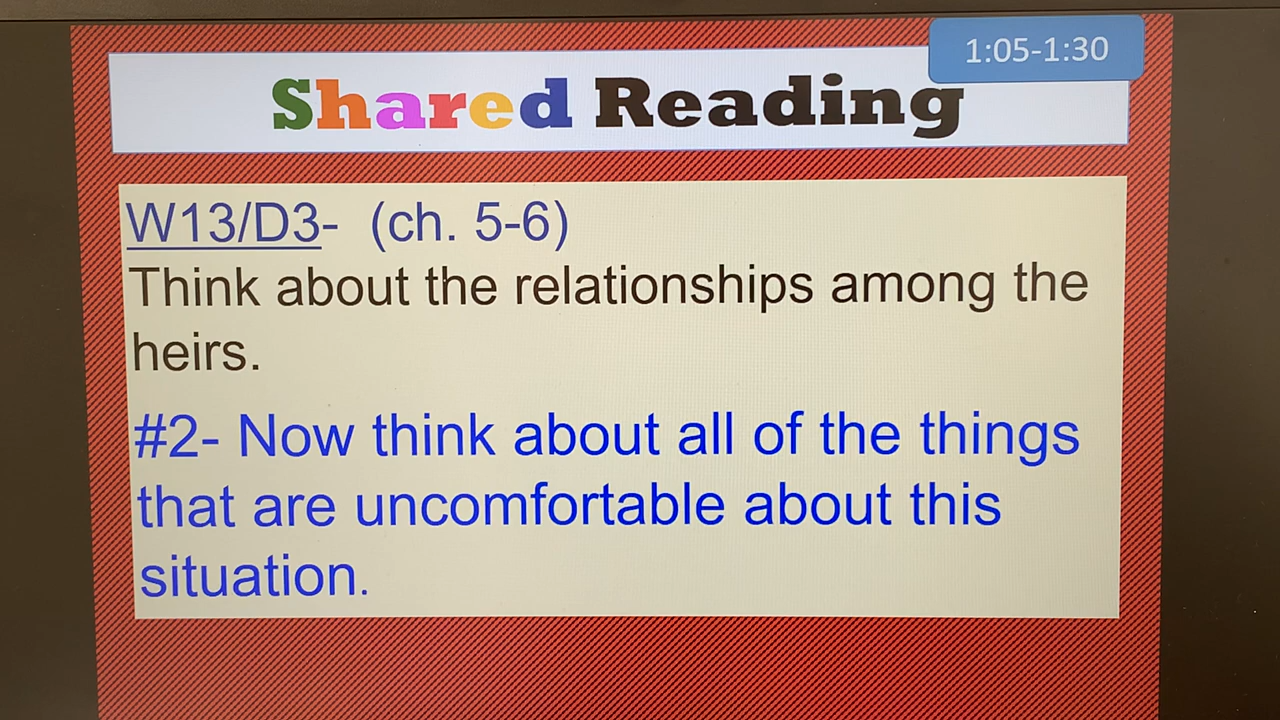 1:05-1:30
Shared Reading
W13/D3- (ch. 5-6)
Think about the relationships among the
heirs.
#2- Now think about all of the things
that are uncomfortable about this
situation.